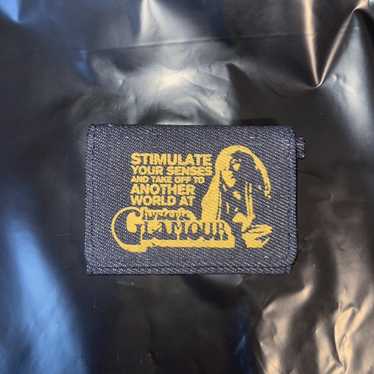 STIMULATE
YOUR SENSES
AND TAKE OFF TO
ANOTHER
WORLD AT
hysteric
GLAMOUR